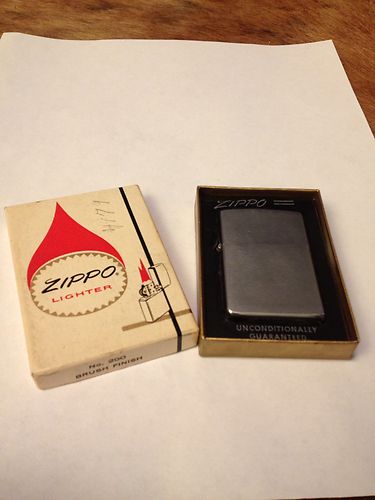 ZIPPO
LIGHTER
No. 200
BRUSH FINISH
ZIPPO
UNCONDITIONALLY
GUARANTEED